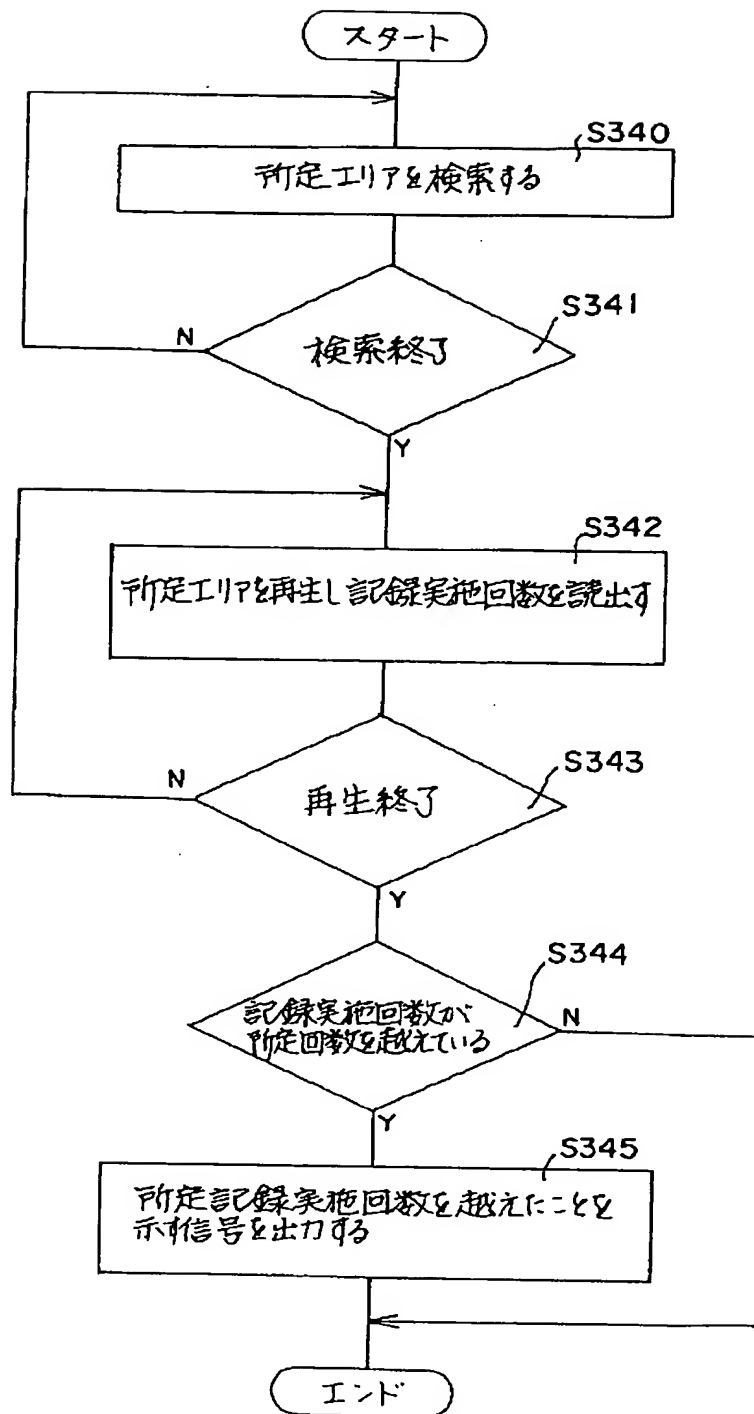 スタート
S340
所定エリアを検索する
S341
検索終了
N
Y
S342
所定エリアを再生し記録実施回数を読出す
S343
再生終了
N
Y
S344
記録実施回数が
所定回数を越えている
N
Y
S345
所定記録実施回数を越えたことを
示す信号を出力する
エンド